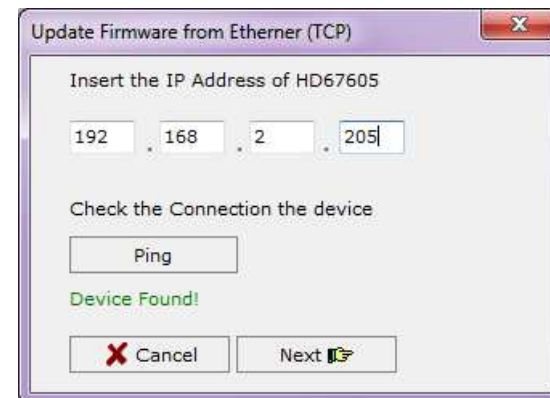 Update Firmware from Etherner (TCP)
Insert the IP Address of HD67605
192 . 168 . 2 . 205
Check the Connection the device
Ping
Device Found!
Cancel Next